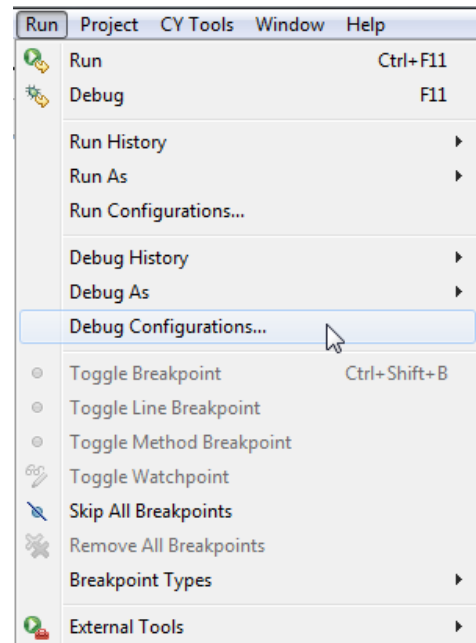 Run Project CY Tools Window Help
Run Ctrl+F11
Debug F11
Run History
Run As
Run Configurations...
Debug History
Debug As
Debug Configurations...
Toggle Breakpoint Ctrl+Shift+B
Toggle Line Breakpoint
Toggle Method Breakpoint
Toggle Watchpoint
Skip All Breakpoints
Remove All Breakpoints
Breakpoint Types
External Tools